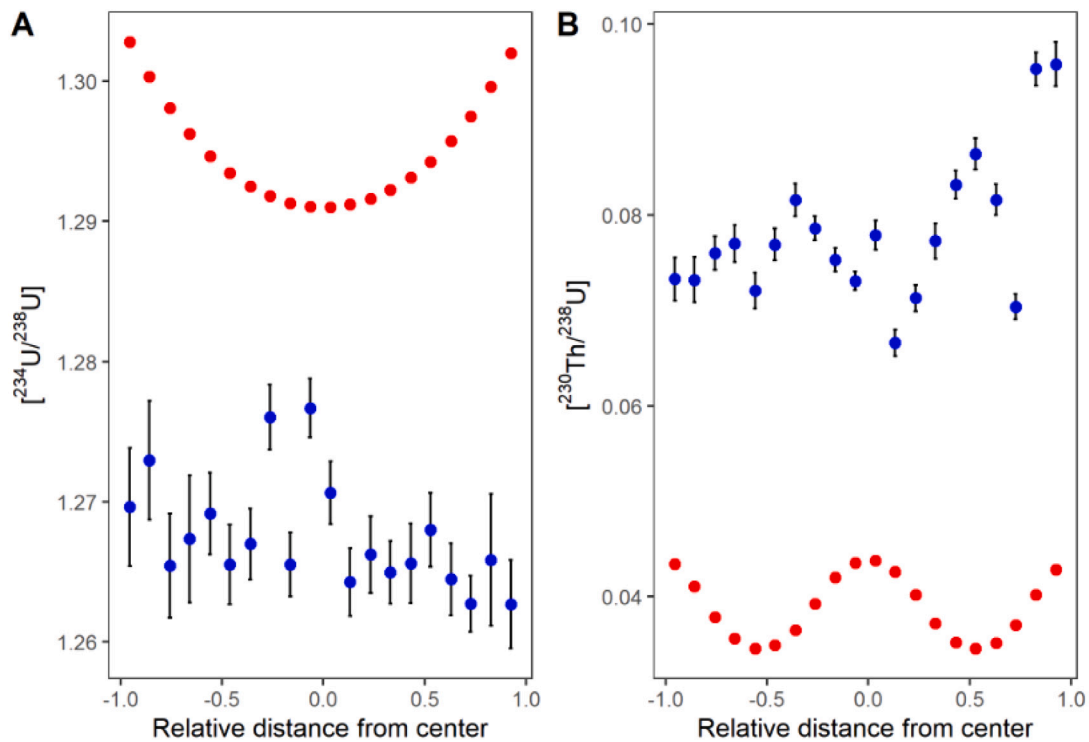 A
1.30
1.29
1.28
1.27
1.26
[²³⁴U/²³⁸U]
-1.0 -0.5 0.0 0.5 1.0
Relative distance from center
B
0.10
0.08
0.06
0.04
[²³⁰Th/²³⁸U]
-1.0 -0.5 0.0 0.5 1.0
Relative distance from center